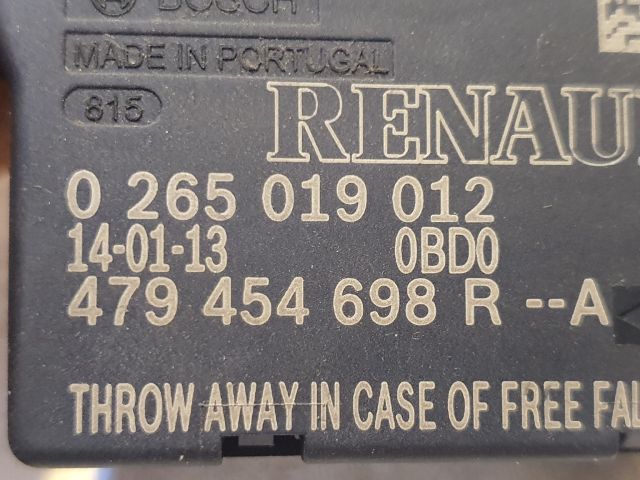 BOSCH
MADE IN PORTUGAL
815
RENAU
0 265 019 012
14-01-13 0BD0
479 454 698 R --A
THROW AWAY IN CASE OF FREE FAL